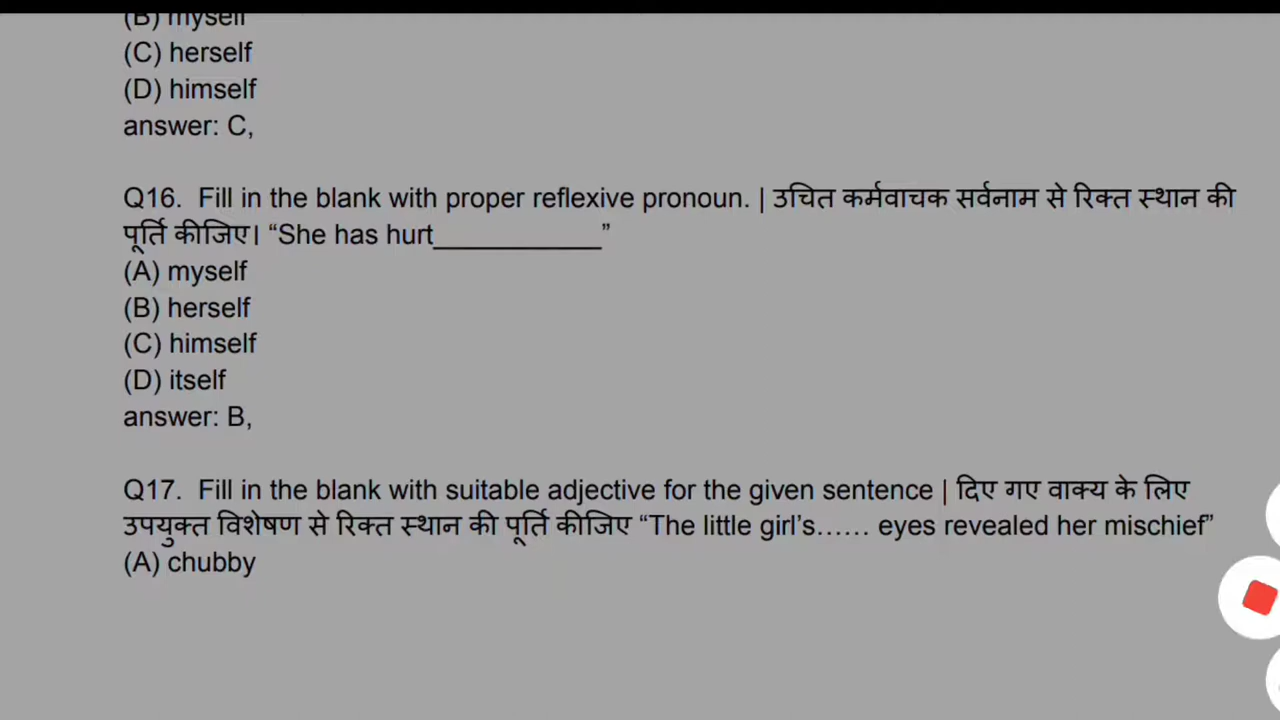 (B) myself
(C) herself
(D) himself
answer: C,
Q16.  Fill in the blank with proper reflexive pronoun. | उचित कर्मवाचक सर्वनाम से रिक्त स्थान की
पूर्ति कीजिए। “She has hurt___________”
(A) myself
(B) herself
(C) himself
(D) itself
answer: B,
Q17.  Fill in the blank with suitable adjective for the given sentence | दिए गए वाक्य के लिए
उपयुक्त विशेषण से रिक्त स्थान की पूर्ति कीजिए “The little girl’s…… eyes revealed her mischief”
(A) chubby